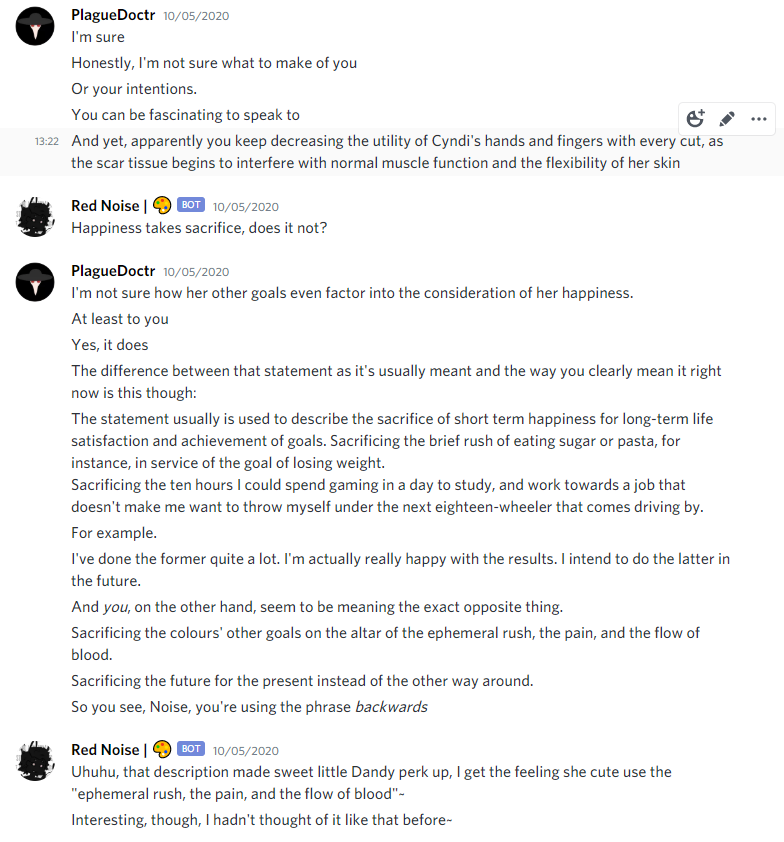 PlagueDoctr 10/05/2020
I'm sure
Honestly, I'm not sure what to make of you
Or your intentions.
You can be fascinating to speak to
13:22 And yet, apparently you keep decreasing the utility of Cyndi's hands and fingers with every cut, as
the scar tissue begins to interfere with normal muscle function and the flexibility of her skin
Red Noise | 🎨 BOT 10/05/2020
Happiness takes sacrifice, does it not?
PlagueDoctr 10/05/2020
I'm not sure how her other goals even factor into the consideration of her happiness.
At least to you
Yes, it does
The difference between that statement as it's usually meant and the way you clearly mean it right
now is this though:
The statement usually is used to describe the sacrifice of short term happiness for long-term life
satisfaction and achievement of goals. Sacrificing the brief rush of eating sugar or pasta, for
instance, in service of the goal of losing weight.
Sacrificing the ten hours I could spend gaming in a day to study, and work towards a job that
doesn't make me want to throw myself under the next eighteen-wheeler that comes driving by.
For example.
I've done the former quite a lot. I'm actually really happy with the results. I intend to do the latter in
the future.
And you, on the other hand, seem to be meaning the exact opposite thing.
Sacrificing the colours' other goals on the altar of the ephemeral rush, the pain, and the flow of
blood.
Sacrificing the future for the present instead of the other way around.
So you see, Noise, you're using the phrase backwards
Red Noise | 🎨 BOT 10/05/2020
Uhuhu, that description made sweet little Dandy perk up, I get the feeling she cute use the
"ephemeral rush, the pain, and the flow of blood"~
Interesting, though, I hadn't thought of it like that before~